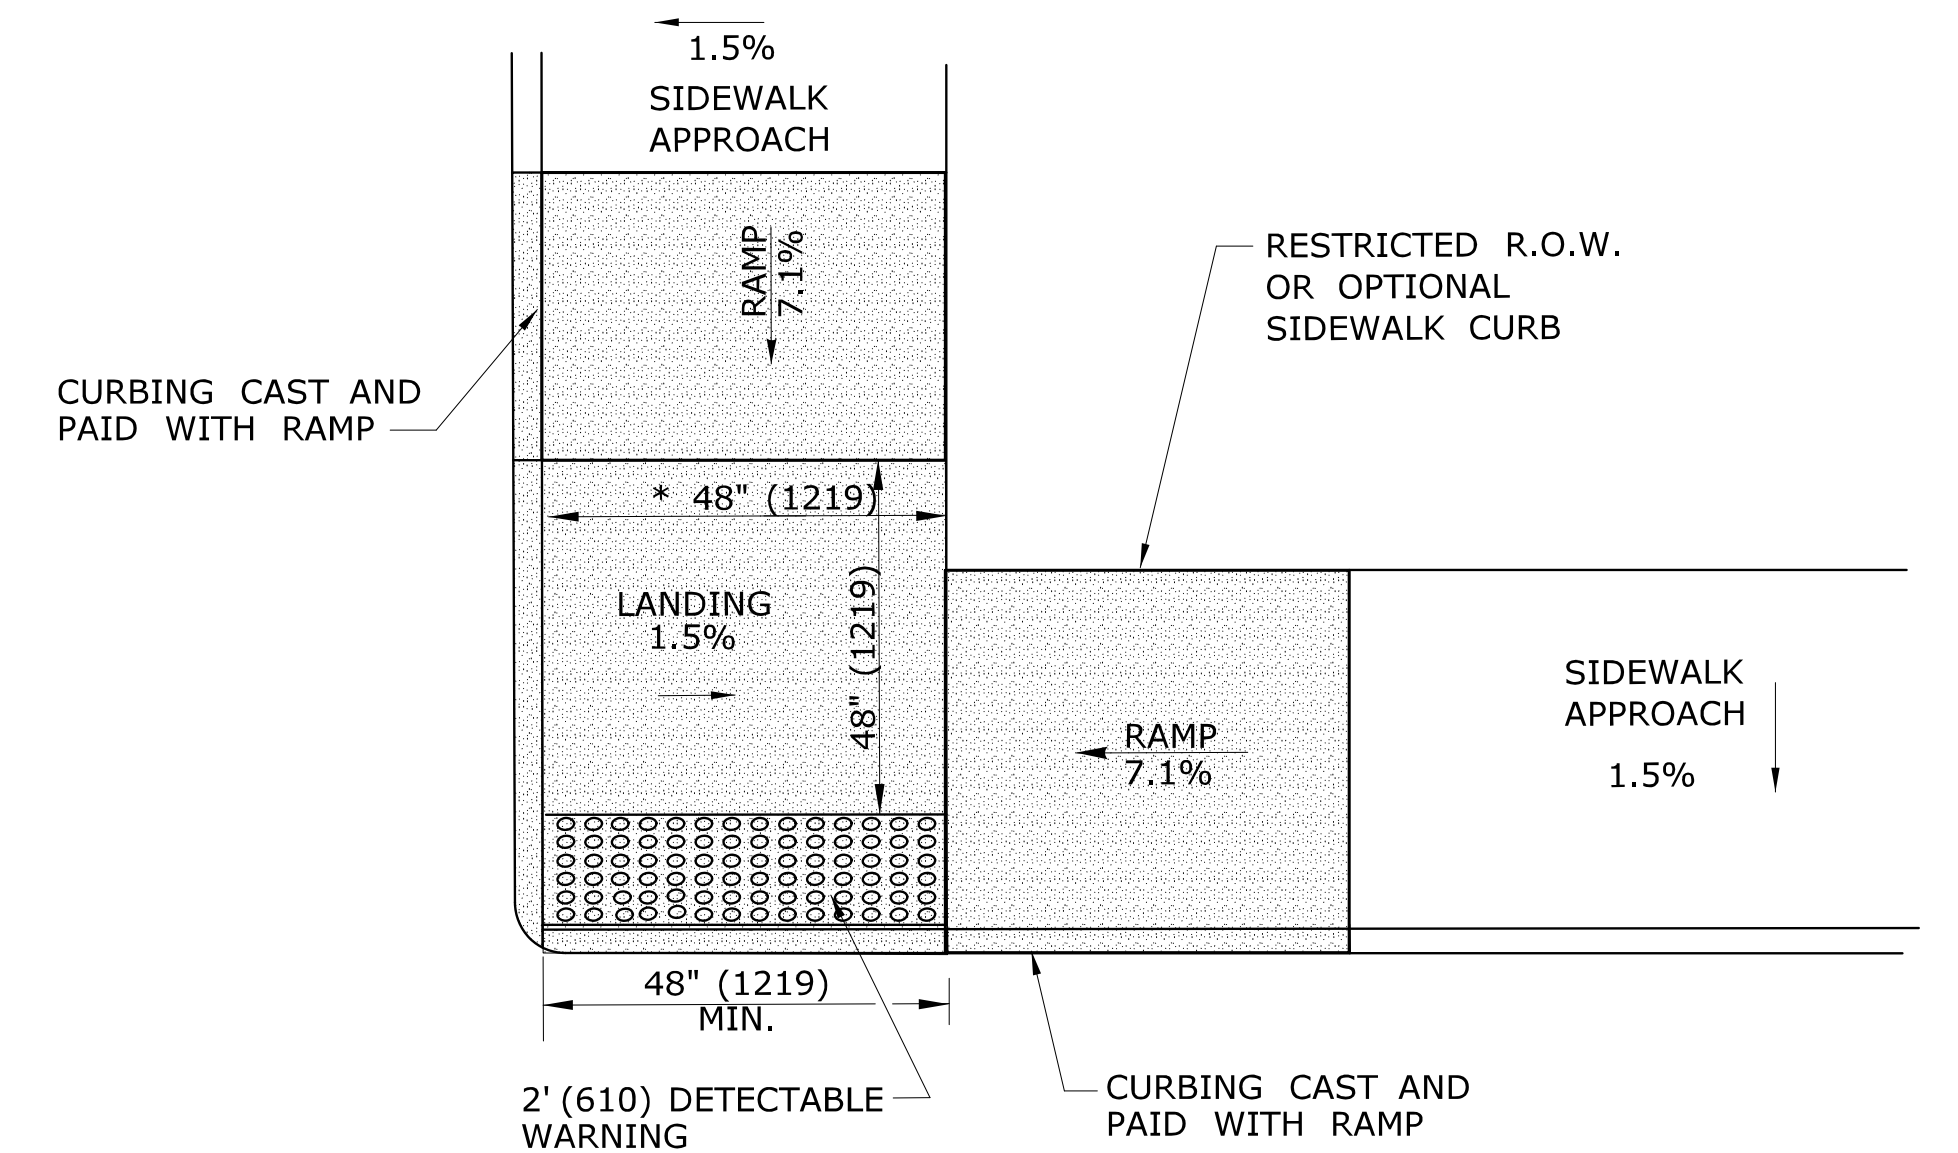 1.5%
SIDEWALK
APPROACH
RAMP
7.1%
RESTRICTED R.O.W.
OR OPTIONAL
SIDEWALK CURB
CURBING CAST AND
PAID WITH RAMP
* 48" (1219)
LANDING
1.5%
48" (1219)
RAMP
7.1%
SIDEWALK
APPROACH
1.5%
48" (1219)
MIN.
2' (610) DETECTABLE
WARNING
CURBING CAST AND
PAID WITH RAMP